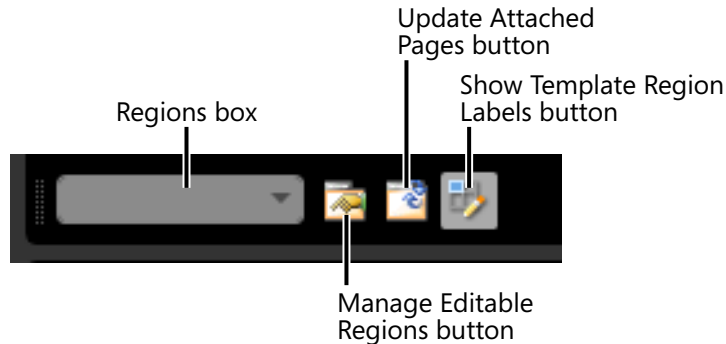 Update Attached
Pages button
Show Template Region
Labels button
Regions box
Manage Editable
Regions button